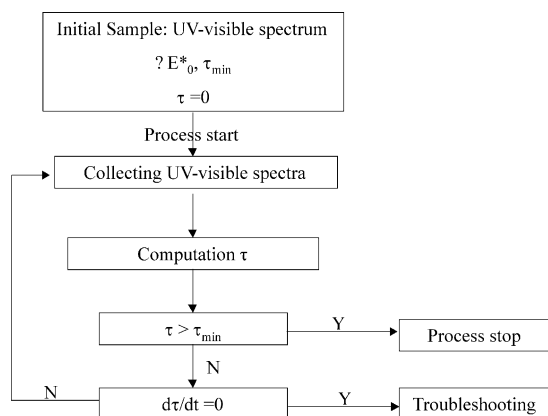 Initial Sample: UV-visible spectrum
? E*0, τmin
τ =0
Process start
Collecting UV-visible spectra
Computation τ
τ > τmin
Y
Process stop
N
N
dτ/dt =0
Y
Troubleshooting